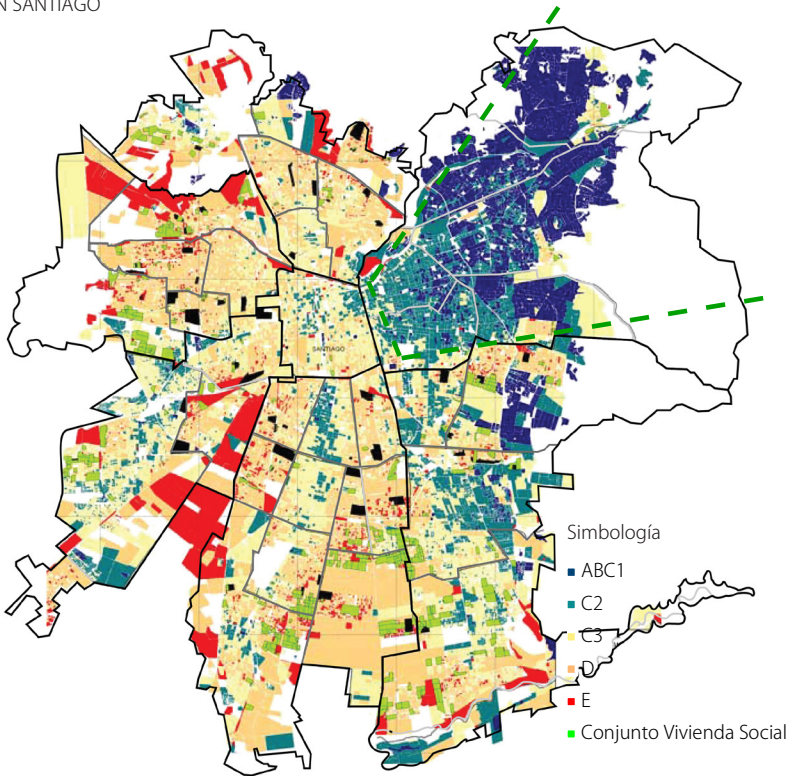 N SANTIAGO
SANTIAGO
Simbología
ABC1
C2
C3
D
E
Conjunto Vivienda Social